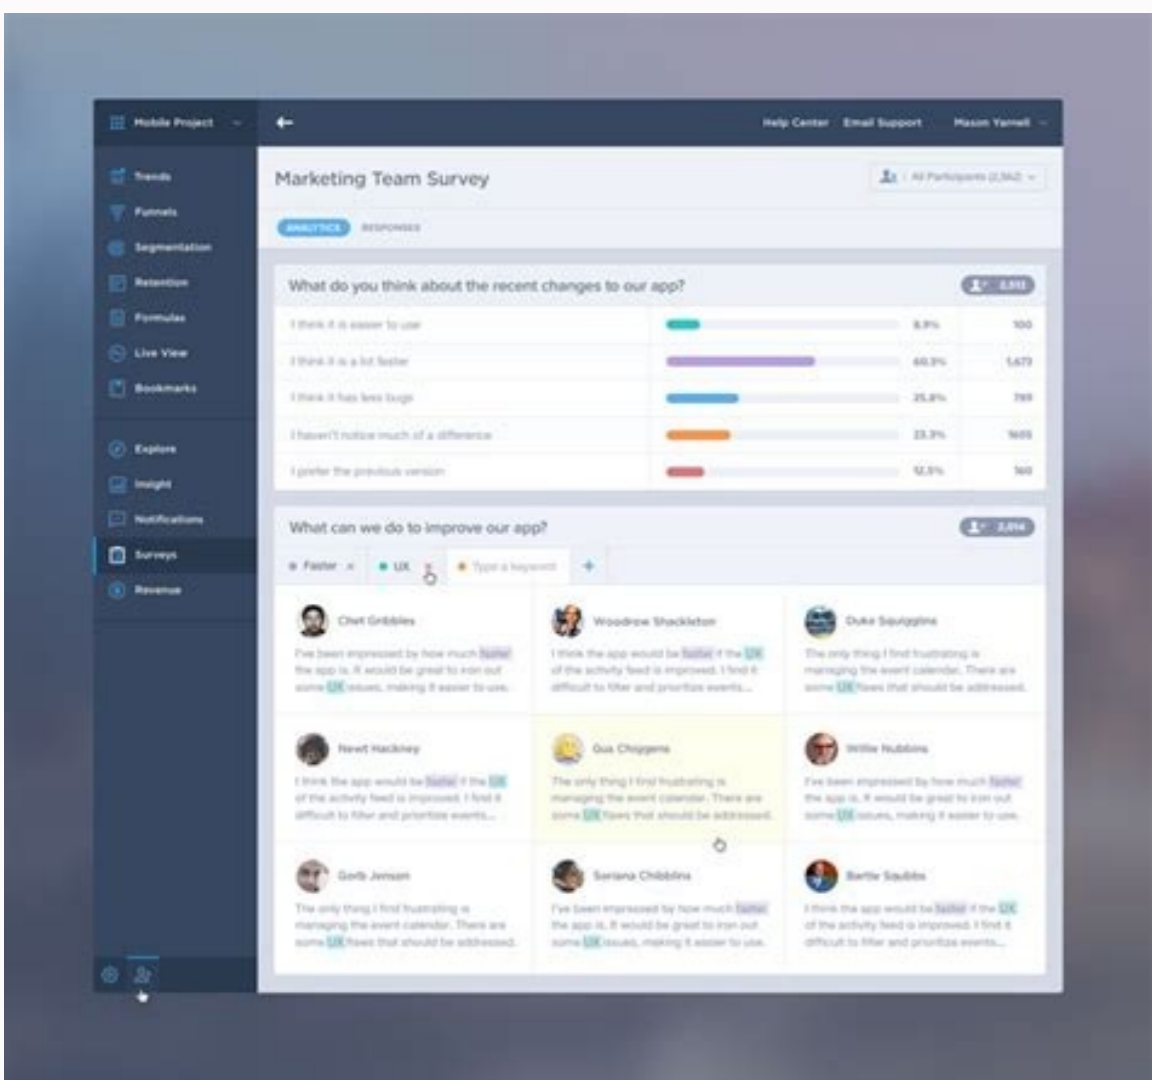 Mobile Project
Help Center Email Support Mason Yarnell
Trends
Funnels
Segmentation
Retention
Formulas
Live View
Bookmarks
Explore
Insight
Notifications
Surveys
Revenue
Marketing Team Survey
All Participants
ANALYTICS RESPONSES
What do you think about the recent changes to our app?
I think it is easier to use 8.9% 100
I think it is a lot faster 60.3% 1,673
I think it has less bugs 25.8% 789
I haven't notice much of a difference 23.3% 1605
I prefer the previous version 12.5% 360
What can we do to improve our app? 2,014
Faster x UX x Type a keyword +
Chet Gribbles
I've been impressed by how much faster
the app is. It would be great to iron out
some UX issues, making it easier to use.
Woodrow Shackleton
I think the app would be faster if the UX
of the activity feed is improved. I find it
difficult to filter and prioritize events...
Duke Squiggins
The only thing I find frustrating is
managing the event calendar. There are
some UX flaws that should be addressed.
Newt Hackney
I think the app would be faster if the UX
of the activity feed is improved. I find it
difficult to filter and prioritize events...
Gus Chiggens
The only thing I find frustrating is
managing the event calendar. There are
some UX flaws that should be addressed.
Willie Nubbins
I've been impressed by how much faster
the app is. It would be great to iron out
some UX issues, making it easier to use.
Gorb Jenson
The only thing I find frustrating is
managing the event calendar. There are
some UX flaws that should be addressed.
Soriana Chibblins
I've been impressed by how much faster
the app is. It would be great to iron out
some UX issues, making it easier to use.
Bartie Squbbs
I think the app would be faster if the UX
of the activity feed is improved. I find it
difficult to filter and prioritize events...